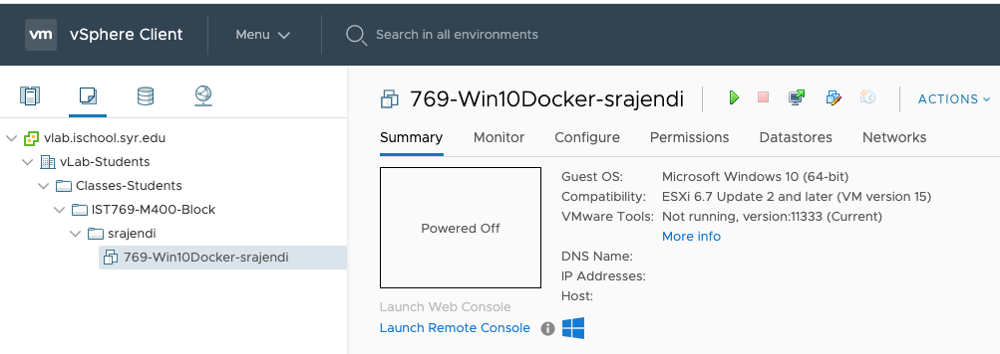 vm vSphere Client Menu Search in all environments
769-Win10Docker-srajendi ACTIONS
Summary Monitor Configure Permissions Datastores Networks
vlab.ischool.syr.edu
vLab-Students
Classes-Students
IST769-M400-Block
srajendi
769-Win10Docker-srajendi
Powered Off
Guest OS: Microsoft Windows 10 (64-bit)
Compatibility: ESXi 6.7 Update 2 and later (VM version 15)
VMware Tools: Not running, version:11333 (Current)
More info
DNS Name:
IP Addresses:
Host:
Launch Web Console
Launch Remote Console